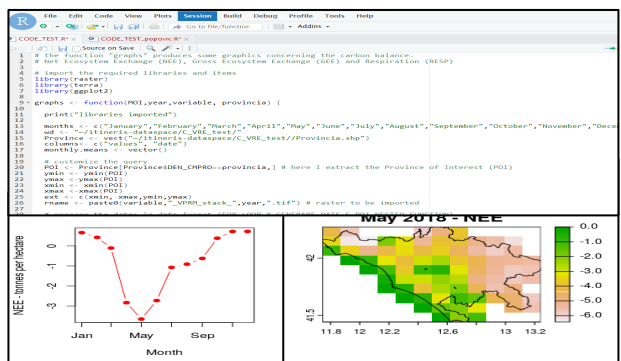 File Edit Code View Plots Session Build Debug Profile Tools Help
R
Go to file/function
Addins
CODE_TEST.R* CODE_TEST_popovic.R*
Source on Save
1 # the function "graphs" produces some graphics concerning the carbon balance.
2 # Net Ecosystem Exchange (NEE), Gross Ecosystem Exchange (GEE) and Respiration (RESP)
3
4 # Import the required libraries and items
5 library(raster)
6 library(terra)
7 library(ggplot2)
8
9 graphs <- function(MOI,year,variable, provincia) {
10
11 print("libraries imported")
12
13 months <- c("January","February","March","April","May","June","July","August","September","October","November","Dece
14 wd <- "~/itineris-dataspace/C_VRE_test/"
15 Province <- vect("~/itineris-dataspace/C_VRE_test//Provincia.shp")
16 columns<- c("values", "date")
17 monthly.means <- vector()
18
19 # customize the query
20 POI <- Province[Province$DEN_CMPRO==provincia,] # here I extract the Province of Interest (POI)
21 ymin <- ymin(POI)
22 ymax <-ymax(POI)
23 xmin <- xmin(POI)
24 xmax <-xmax(POI)
25 ext <- c(xmin, xmax,ymin,ymax)
26 rname <- paste0(variable,"_VPRM_stack_",year,".tif") # raster to be imported
NEE - tonnes per hectare
0
-1
-2
-3
Jan May Sep
Month
May 2018 - NEE
42
41.5
11.8 12 12.2 12.6 13 13.2
0.0
-1.0
-2.0
-3.0
-4.0
-5.0
-6.0